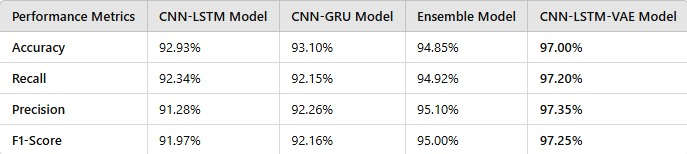 Performance Metrics CNN-LSTM Model CNN-GRU Model Ensemble Model CNN-LSTM-VAE Model
Accuracy 92.93% 93.10% 94.85% 97.00%
Recall 92.34% 92.15% 94.92% 97.20%
Precision 91.28% 92.26% 95.10% 97.35%
F1-Score 91.97% 92.16% 95.00% 97.25%